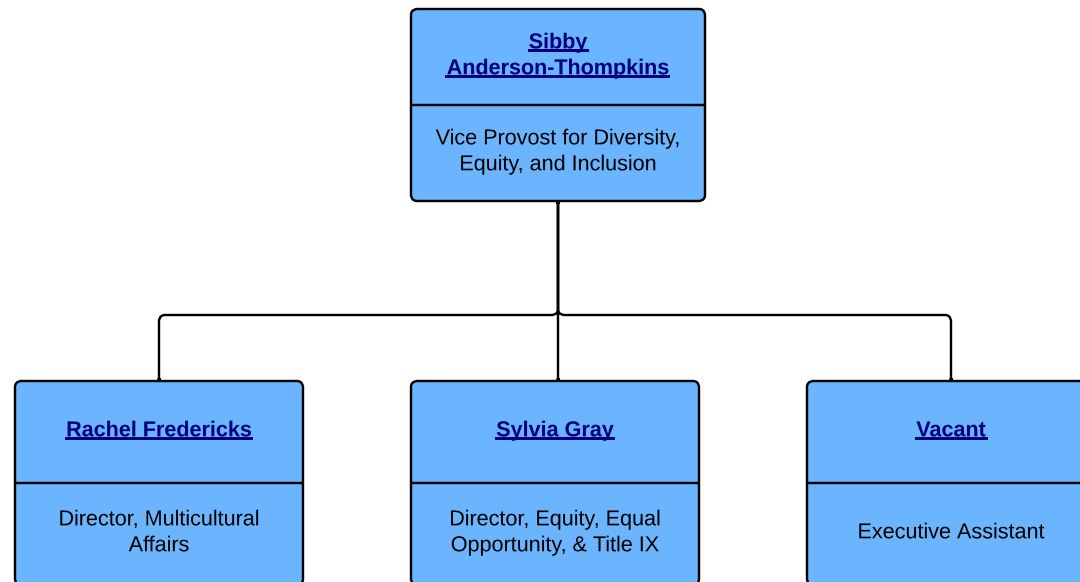 Sibby
Anderson-Thompkins
Vice Provost for Diversity,
Equity, and Inclusion
Rachel Fredericks
Director, Multicultural
Affairs
Sylvia Gray
Director, Equity, Equal
Opportunity, & Title IX
Vacant
Executive Assistant